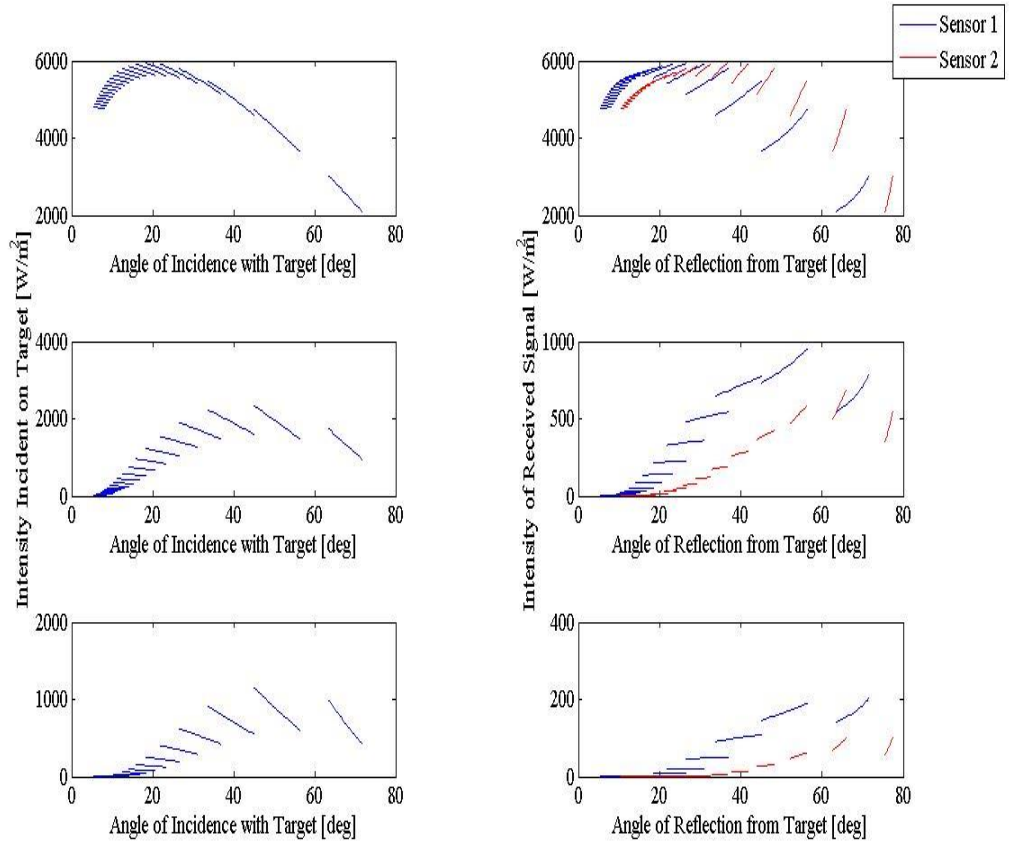 Sensor 1
Sensor 2
6000
4000
2000
0 20 40 60 80
Angle of Incidence with Target [deg]
6000
4000
2000
0 20 40 60 80
Angle of Reflection from Target [deg]
Intensity Incident on Target [W/m²]
Intensity of Received Signal [W/m²]
4000
2000
0
0 20 40 60 80
Angle of Incidence with Target [deg]
1000
500
0
0 20 40 60 80
Angle of Reflection from Target [deg]
2000
1000
0
0 20 40 60 80
Angle of Incidence with Target [deg]
400
200
0
0 20 40 60 80
Angle of Reflection from Target [deg]